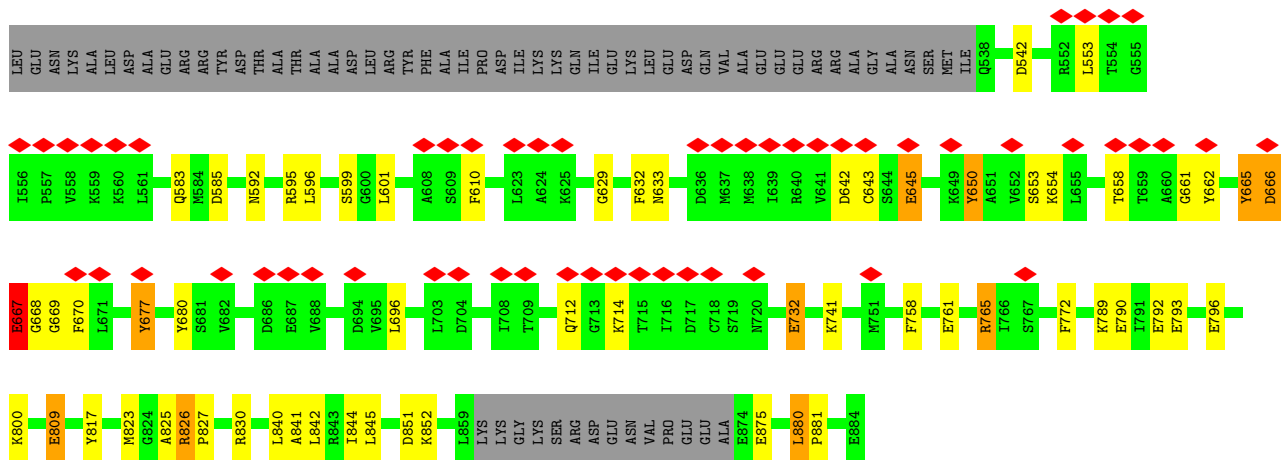 LEU GLU ASN LYS ALA LEU ASP ALA GLU ARG ARG TYR ASP THR ALA THR ALA ALA ASP LEU ARG TYR PHE ALA ILE PRO ASP ILE LYS LYS GLN ILE GLU LYS LEU GLU ASP GLN VAL ALA GLU GLU GLU ARG ARG ALA GLY ALA ASN SER MET ILE Q538 D542 R552 L553 T554 G555
I556 P557 V558 K559 K560 L561 Q583 M584 D585 N592 R595 L596 S599 G600 L601 A608 S609 F610 L623 A624 K625 G629 F632 N633 D636 M637 M638 I639 R640 V641 D642 C643 S644 E645 K649 Y650 A651 V652 S653 K654 L655 T658 T659 A660 G661 Y662 Y665 D666
E667 G668 G669 F670 L671 Y677 Y680 S681 V682 D686 E687 V688 D694 V695 L696 L703 D704 I708 T709 Q712 G713 K714 T715 I716 D717 C718 S719 N720 E732 K741 M751 F758 E761 R765 I766 S767 F772 K789 E790 I791 E792 E793 E796
K800 E809 Y817 M823 G824 A825 R826 P827 R830 L840 A841 L842 R843 I844 L845 D851 K852 L859 LYS LYS GLY LYS SER ARG ASP GLU ASN VAL PRO GLU GLU ALA E874 E875 L880 P881 E884